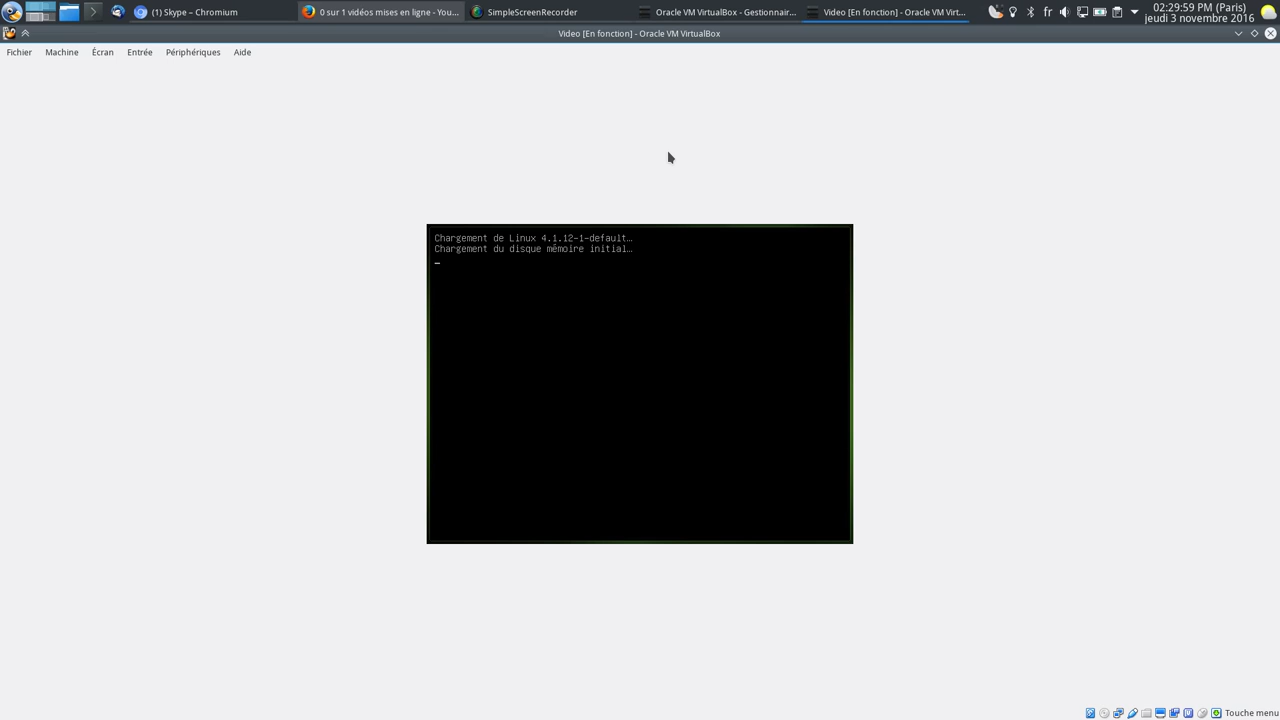 (1) Skype – Chromium
0 sur 1 vidéos mises en ligne - You...
SimpleScreenRecorder
Oracle VM VirtualBox - Gestionnair...
Video [En fonction] - Oracle VM Virt...
fr
02:29:59 PM (Paris)
jeudi 3 novembre 2016
Video [En fonction] - Oracle VM VirtualBox
Fichier Machine Écran Entrée Périphériques Aide
Chargement de Linux 4.1.12-1-default…
Chargement du disque mémoire initial…
Touche menu